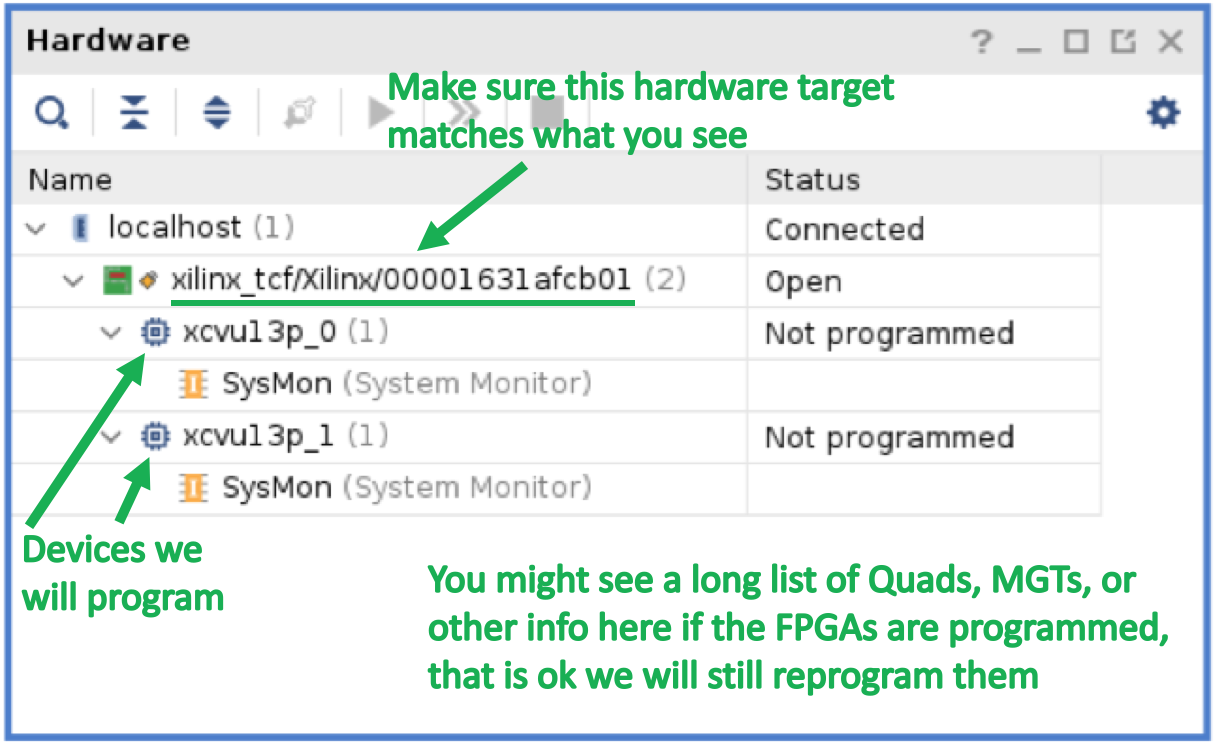 Hardware
Make sure this hardware target
matches what you see
Name Status
localhost (1) Connected
xilinx_tcf/Xilinx/00001631afcb01 (2) Open
xcvu13p_0 (1) Not programmed
SysMon (System Monitor)
xcvu13p_1 (1) Not programmed
SysMon (System Monitor)
Devices we
will program
You might see a long list of Quads, MGTs, or
other info here if the FPGAs are programmed,
that is ok we will still reprogram them